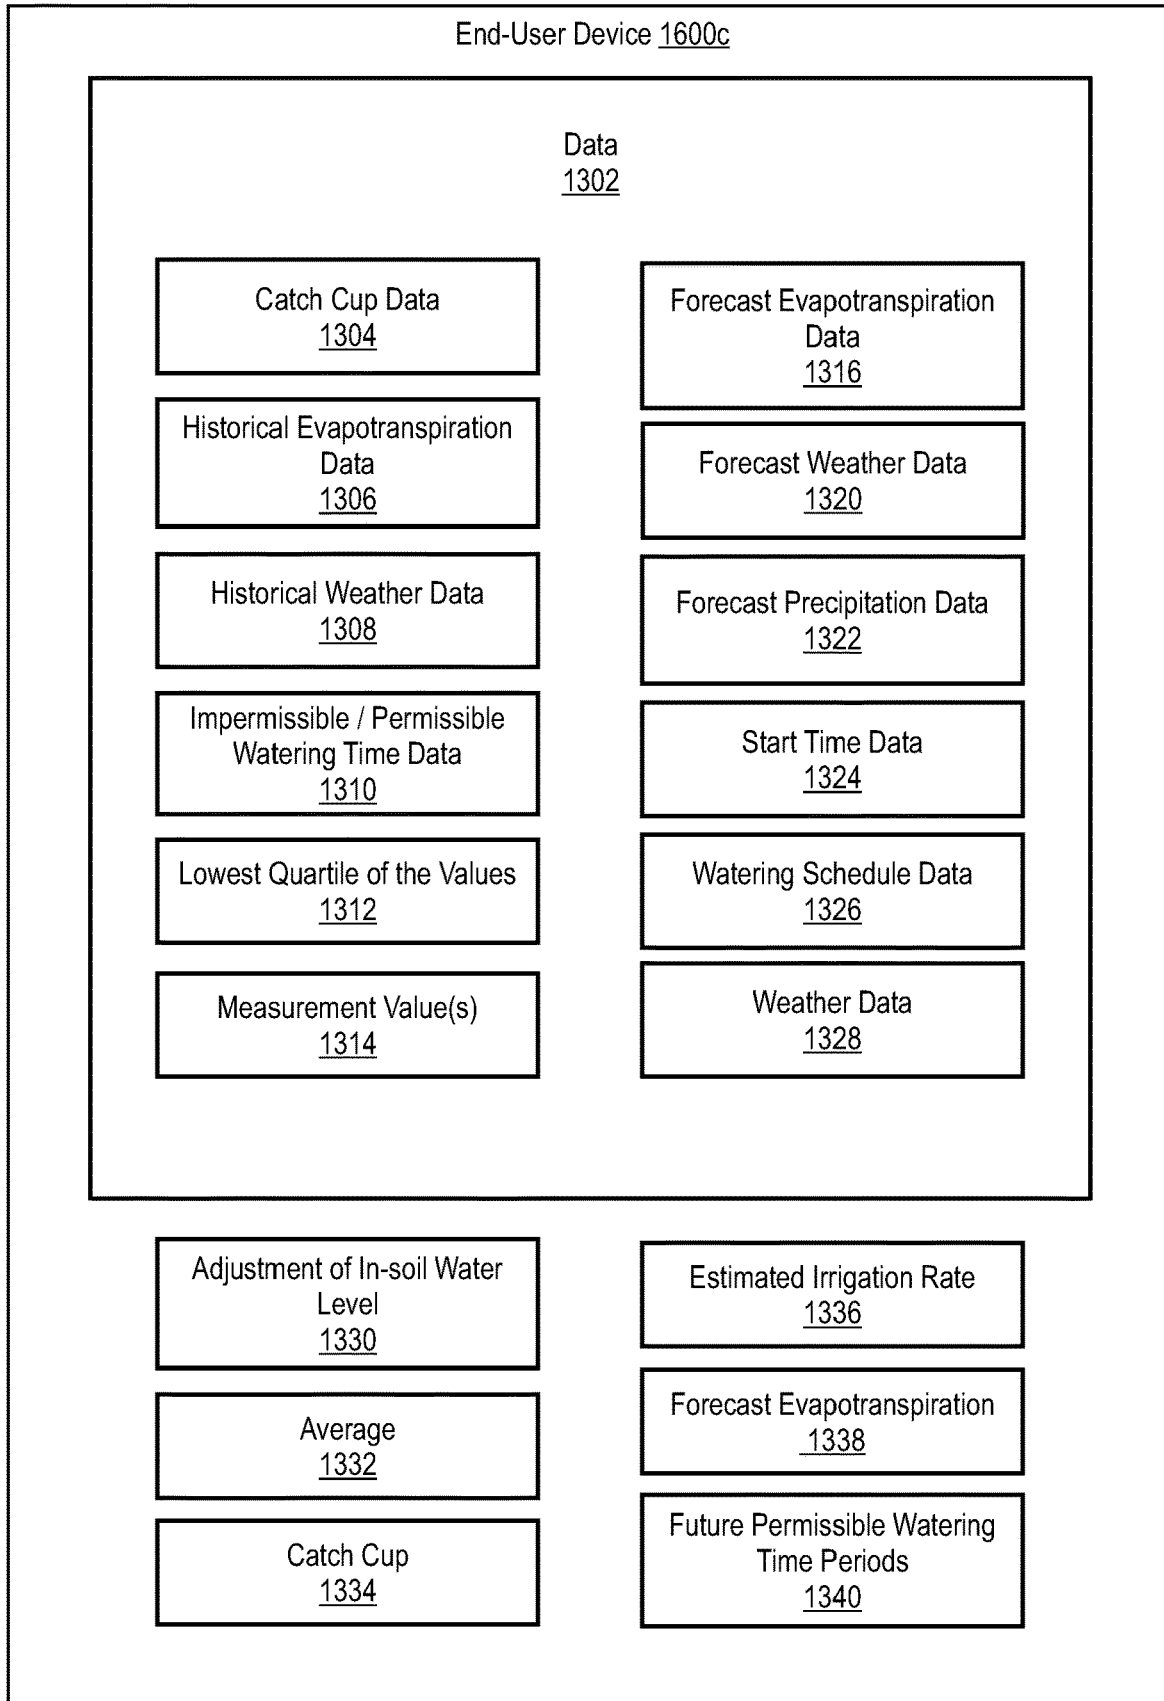 End-User Device 1600c
Data
1302
Catch Cup Data
1304
Historical Evapotranspiration
Data
1306
Historical Weather Data
1308
Impermissible / Permissible
Watering Time Data
1310
Lowest Quartile of the Values
1312
Measurement Value(s)
1314
Forecast Evapotranspiration
Data
1316
Forecast Weather Data
1320
Forecast Precipitation Data
1322
Start Time Data
1324
Watering Schedule Data
1326
Weather Data
1328
Adjustment of In-soil Water
Level
1330
Average
1332
Catch Cup
1334
Estimated Irrigation Rate
1336
Forecast Evapotranspiration
1338
Future Permissible Watering
Time Periods
1340